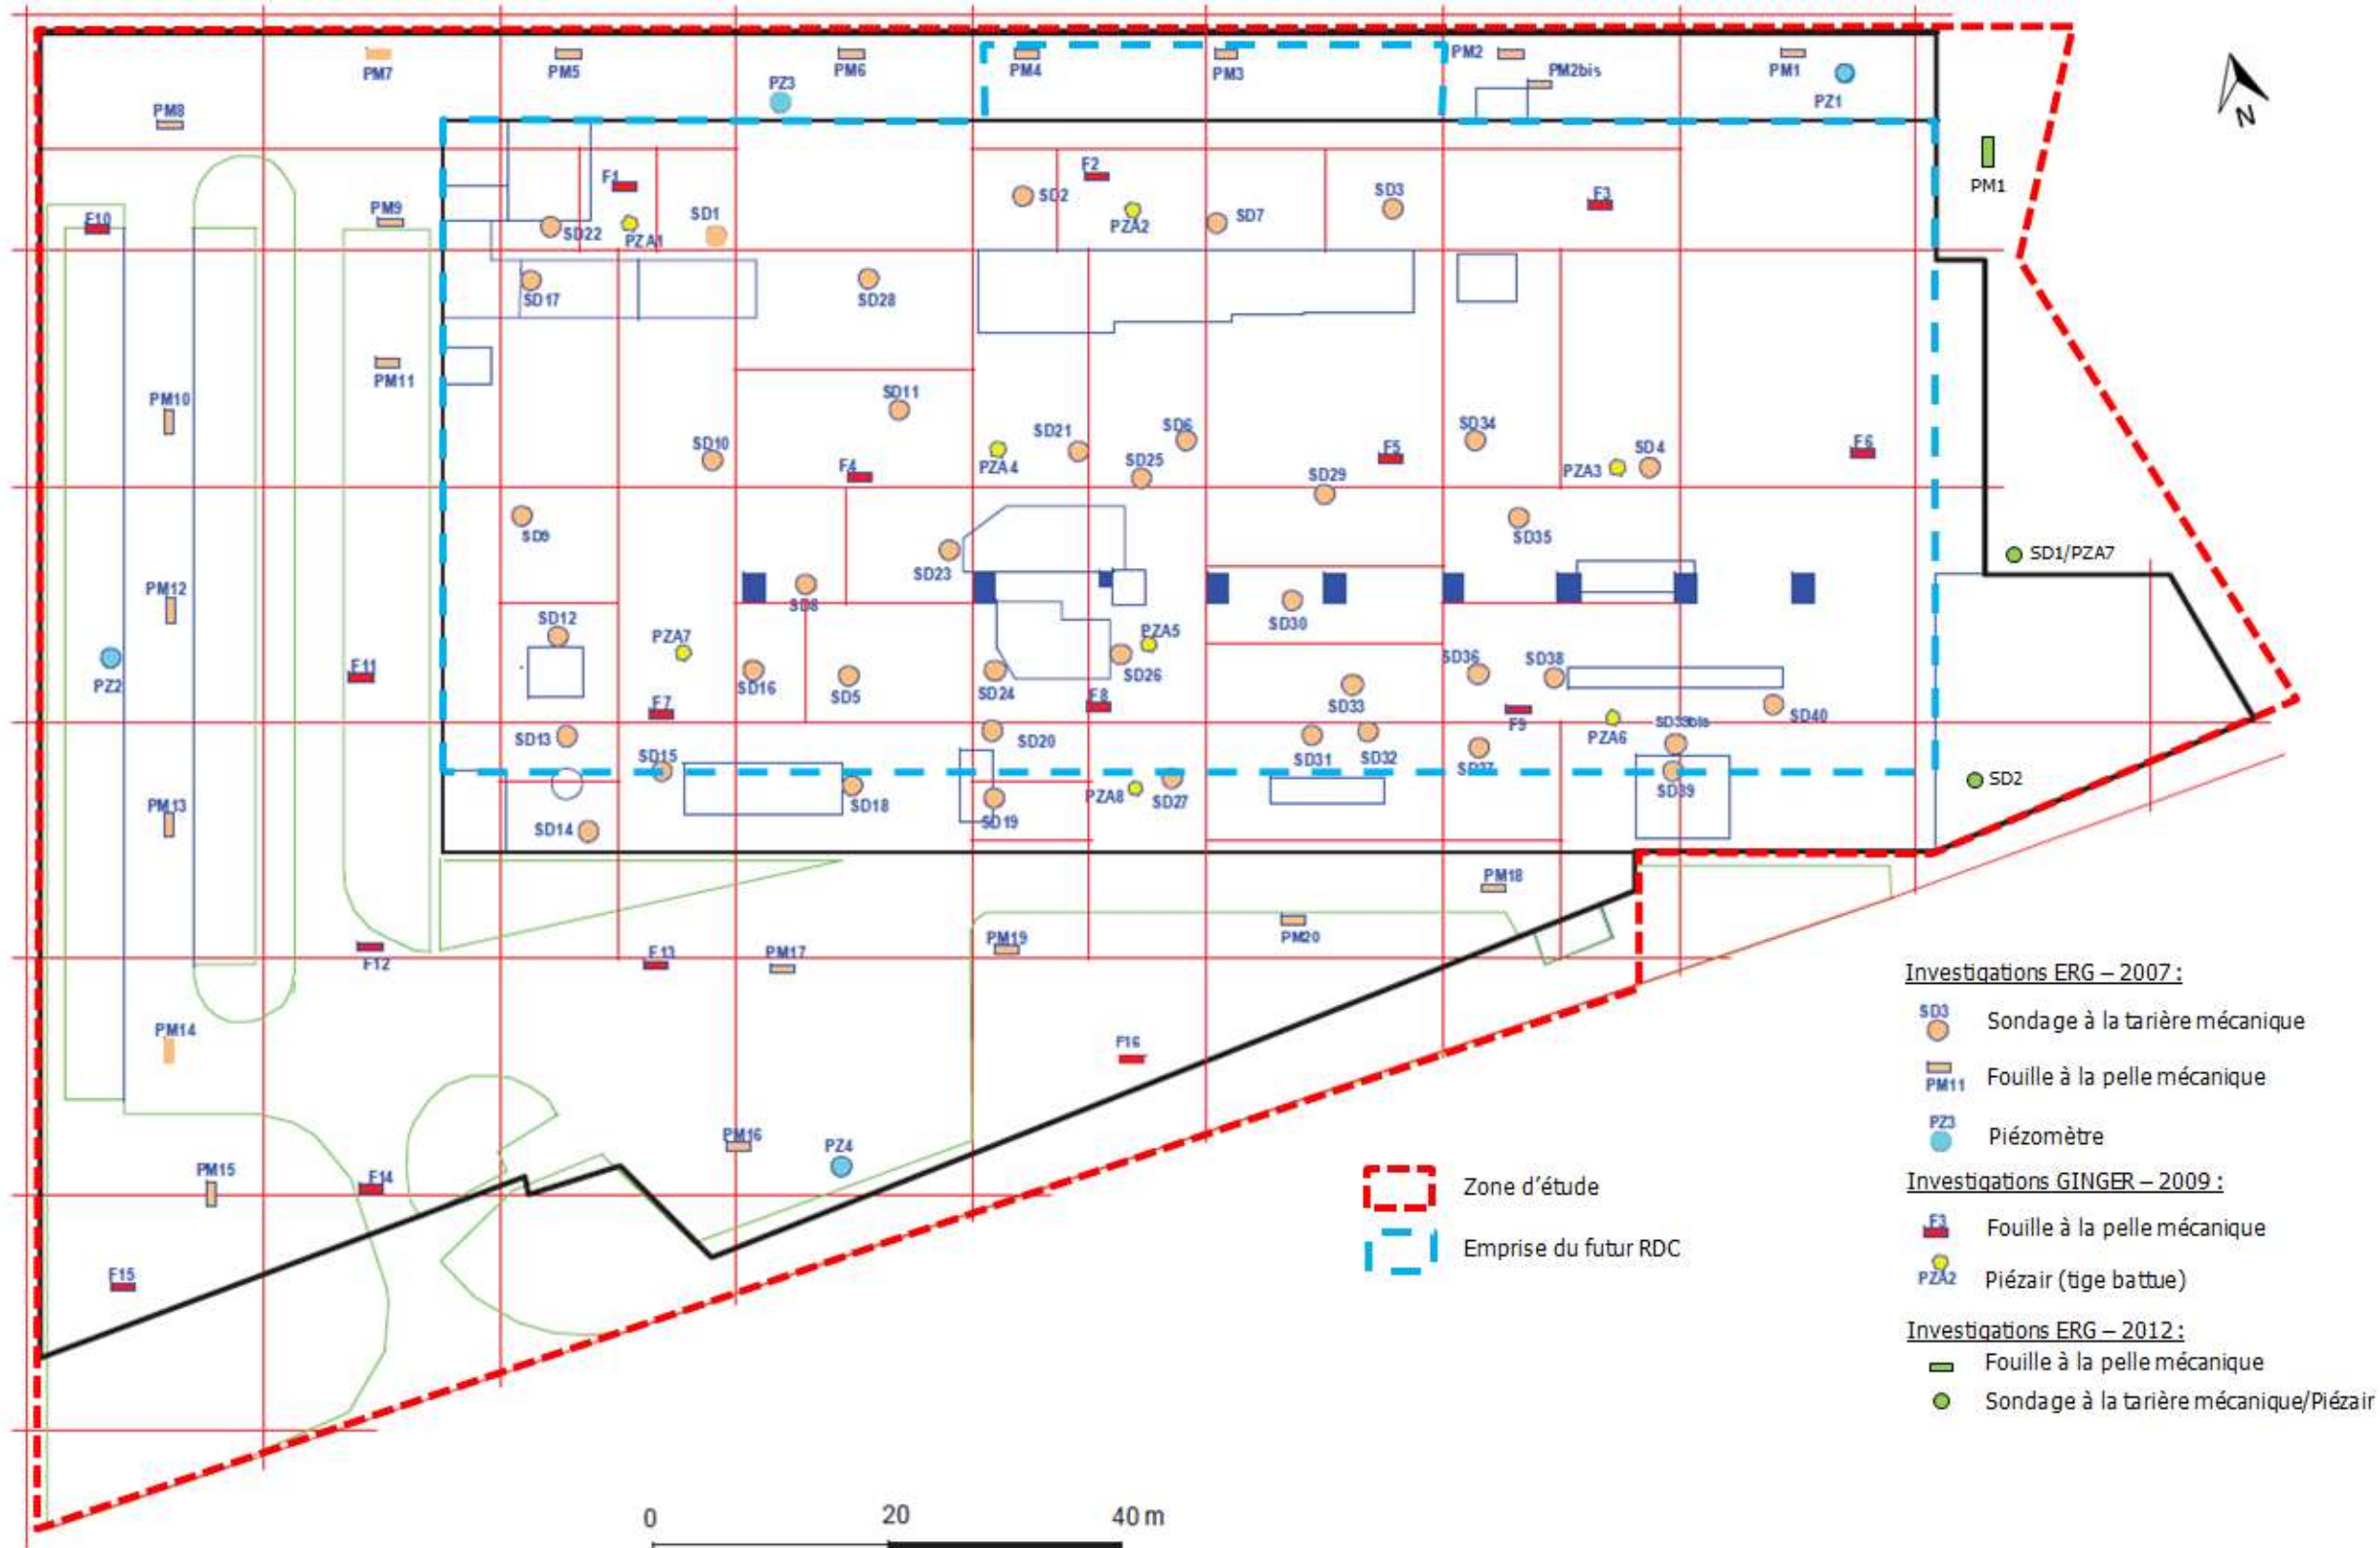 PM7
PM5
PM6
PM4
PM3
PM2
PM2bis
PM1
PZ3
PZ1
PM8
N
F1
F2
SD3
F3
PM1
F10
PM9
SD22
PZA1
SD1
SD2
PZA2
SD7
SD17
SD28
PM11
PM10
SD11
SD10
F4
PZA4
SD21
SD6
SD25
SD29
F5
SD34
PZA3
SD4
F6
SD9
SD23
SD35
SD1/PZA7
PM12
SD8
SD30
SD12
PZA7
PZA5
PZ2
F11
SD16
SD5
SD24
SD26
SD36
SD38
F7
F8
SD33
F9
SD13
SD15
SD20
SD31
SD32
SD37
PZA6
SD39bis
SD40
PM13
SD14
SD18
SD19
PZA8
SD27
SD39
SD2
PM18
F12
F13
PM17
PM19
PM20
PM14
F16
PM16
PZ4
PM15
F14
F15
Zone d'étude
Emprise du futur RDC
Investigations ERG – 2007 :
SD3
Sondage à la tarière mécanique
PM11
Fouille à la pelle mécanique
PZ3
Piézomètre
Investigations GINGER – 2009 :
F3
Fouille à la pelle mécanique
PZA2
Piézair (tige battue)
Investigations ERG – 2012 :
Fouille à la pelle mécanique
Sondage à la tarière mécanique/Piézair
0 20 40 m